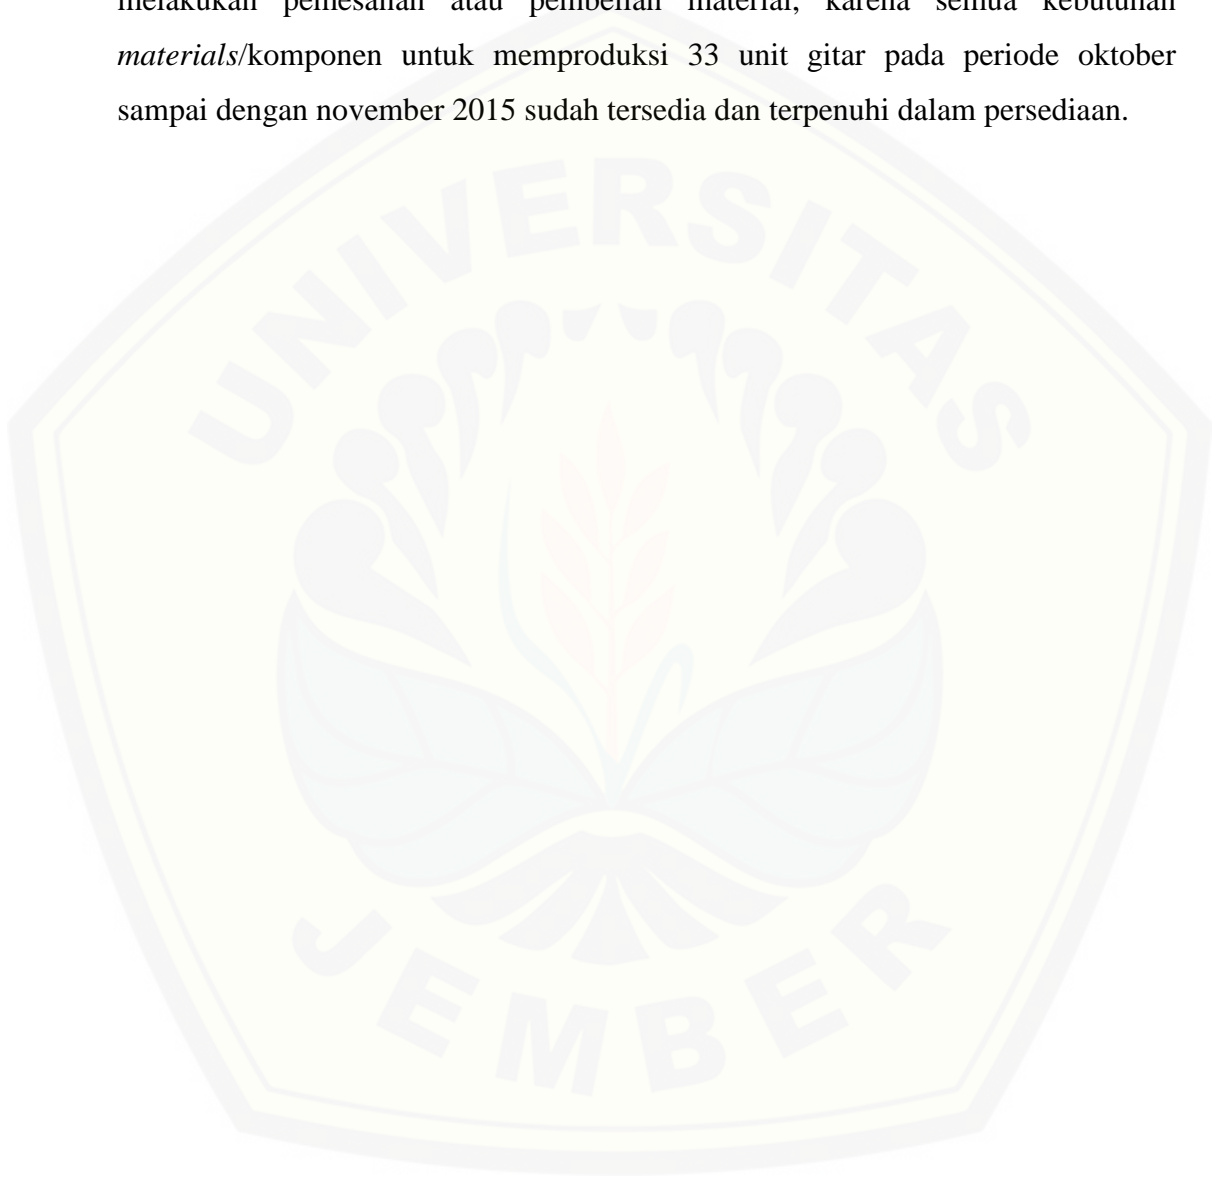 melakukan pemesanan atau pembelian material, karena semua kebutuhan
materials/komponen untuk memproduksi 33 unit gitar pada periode oktober
sampai dengan november 2015 sudah tersedia dan terpenuhi dalam persediaan.
UNIVERSITAS
JEMBER